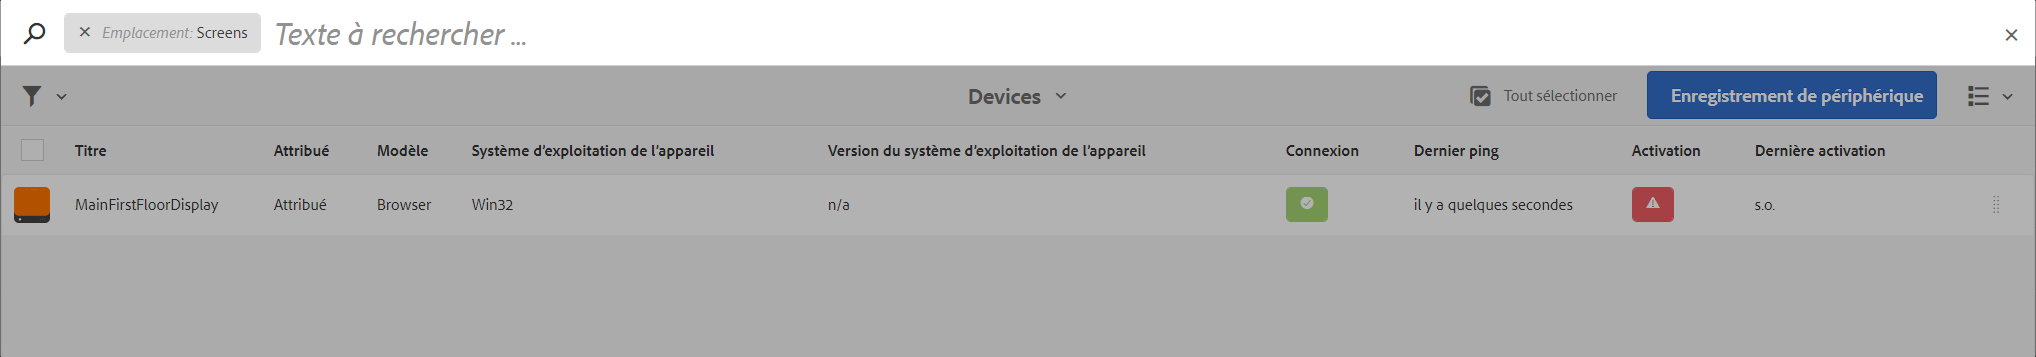 Emplacement: Screens Texte à rechercher ...
Devices Tout sélectionner Enregistrement de périphérique
Titre Attribué Modèle Système d’exploitation de l’appareil Version du système d’exploitation de l’appareil Connexion Dernier ping Activation Dernière activation
MainFirstFloorDisplay Attribué Browser Win32 n/a il y a quelques secondes s.o.